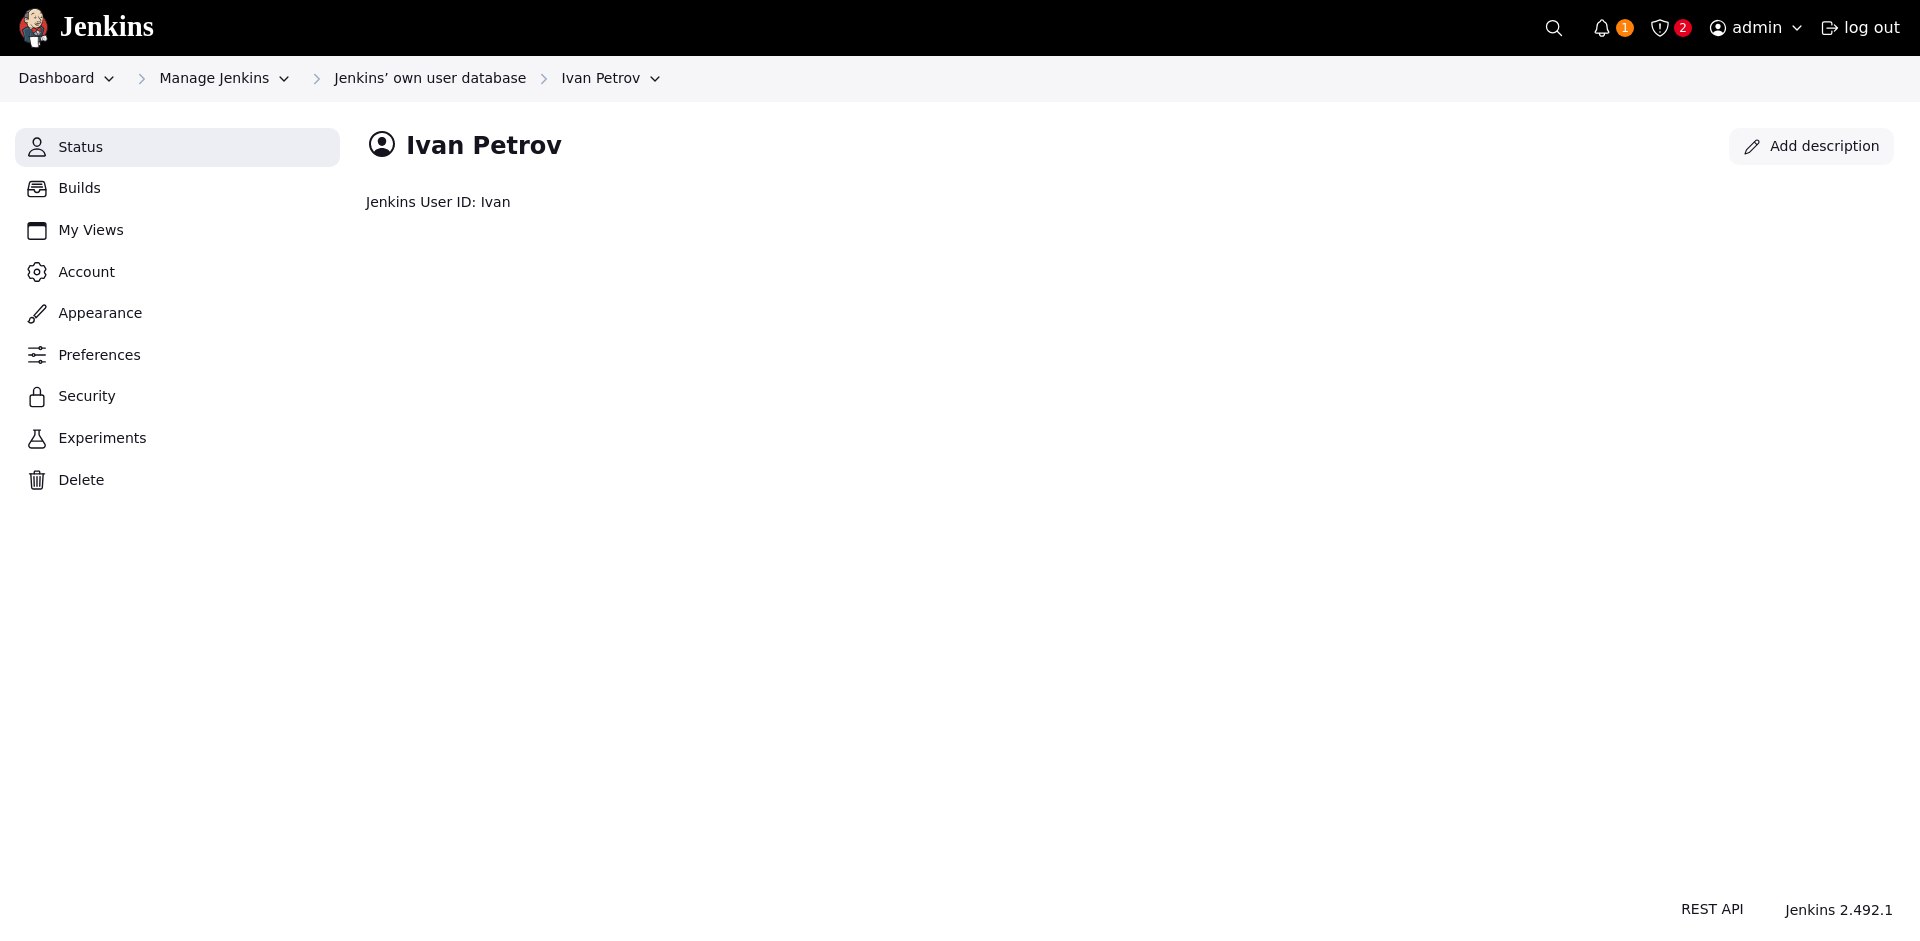 Jenkins
1
2
admin
log out
Dashboard
Manage Jenkins
Jenkins’ own user database
Ivan Petrov
Status
Builds
My Views
Account
Appearance
Preferences
Security
Experiments
Delete
Ivan Petrov
Add description
Jenkins User ID: Ivan
REST API
Jenkins 2.492.1